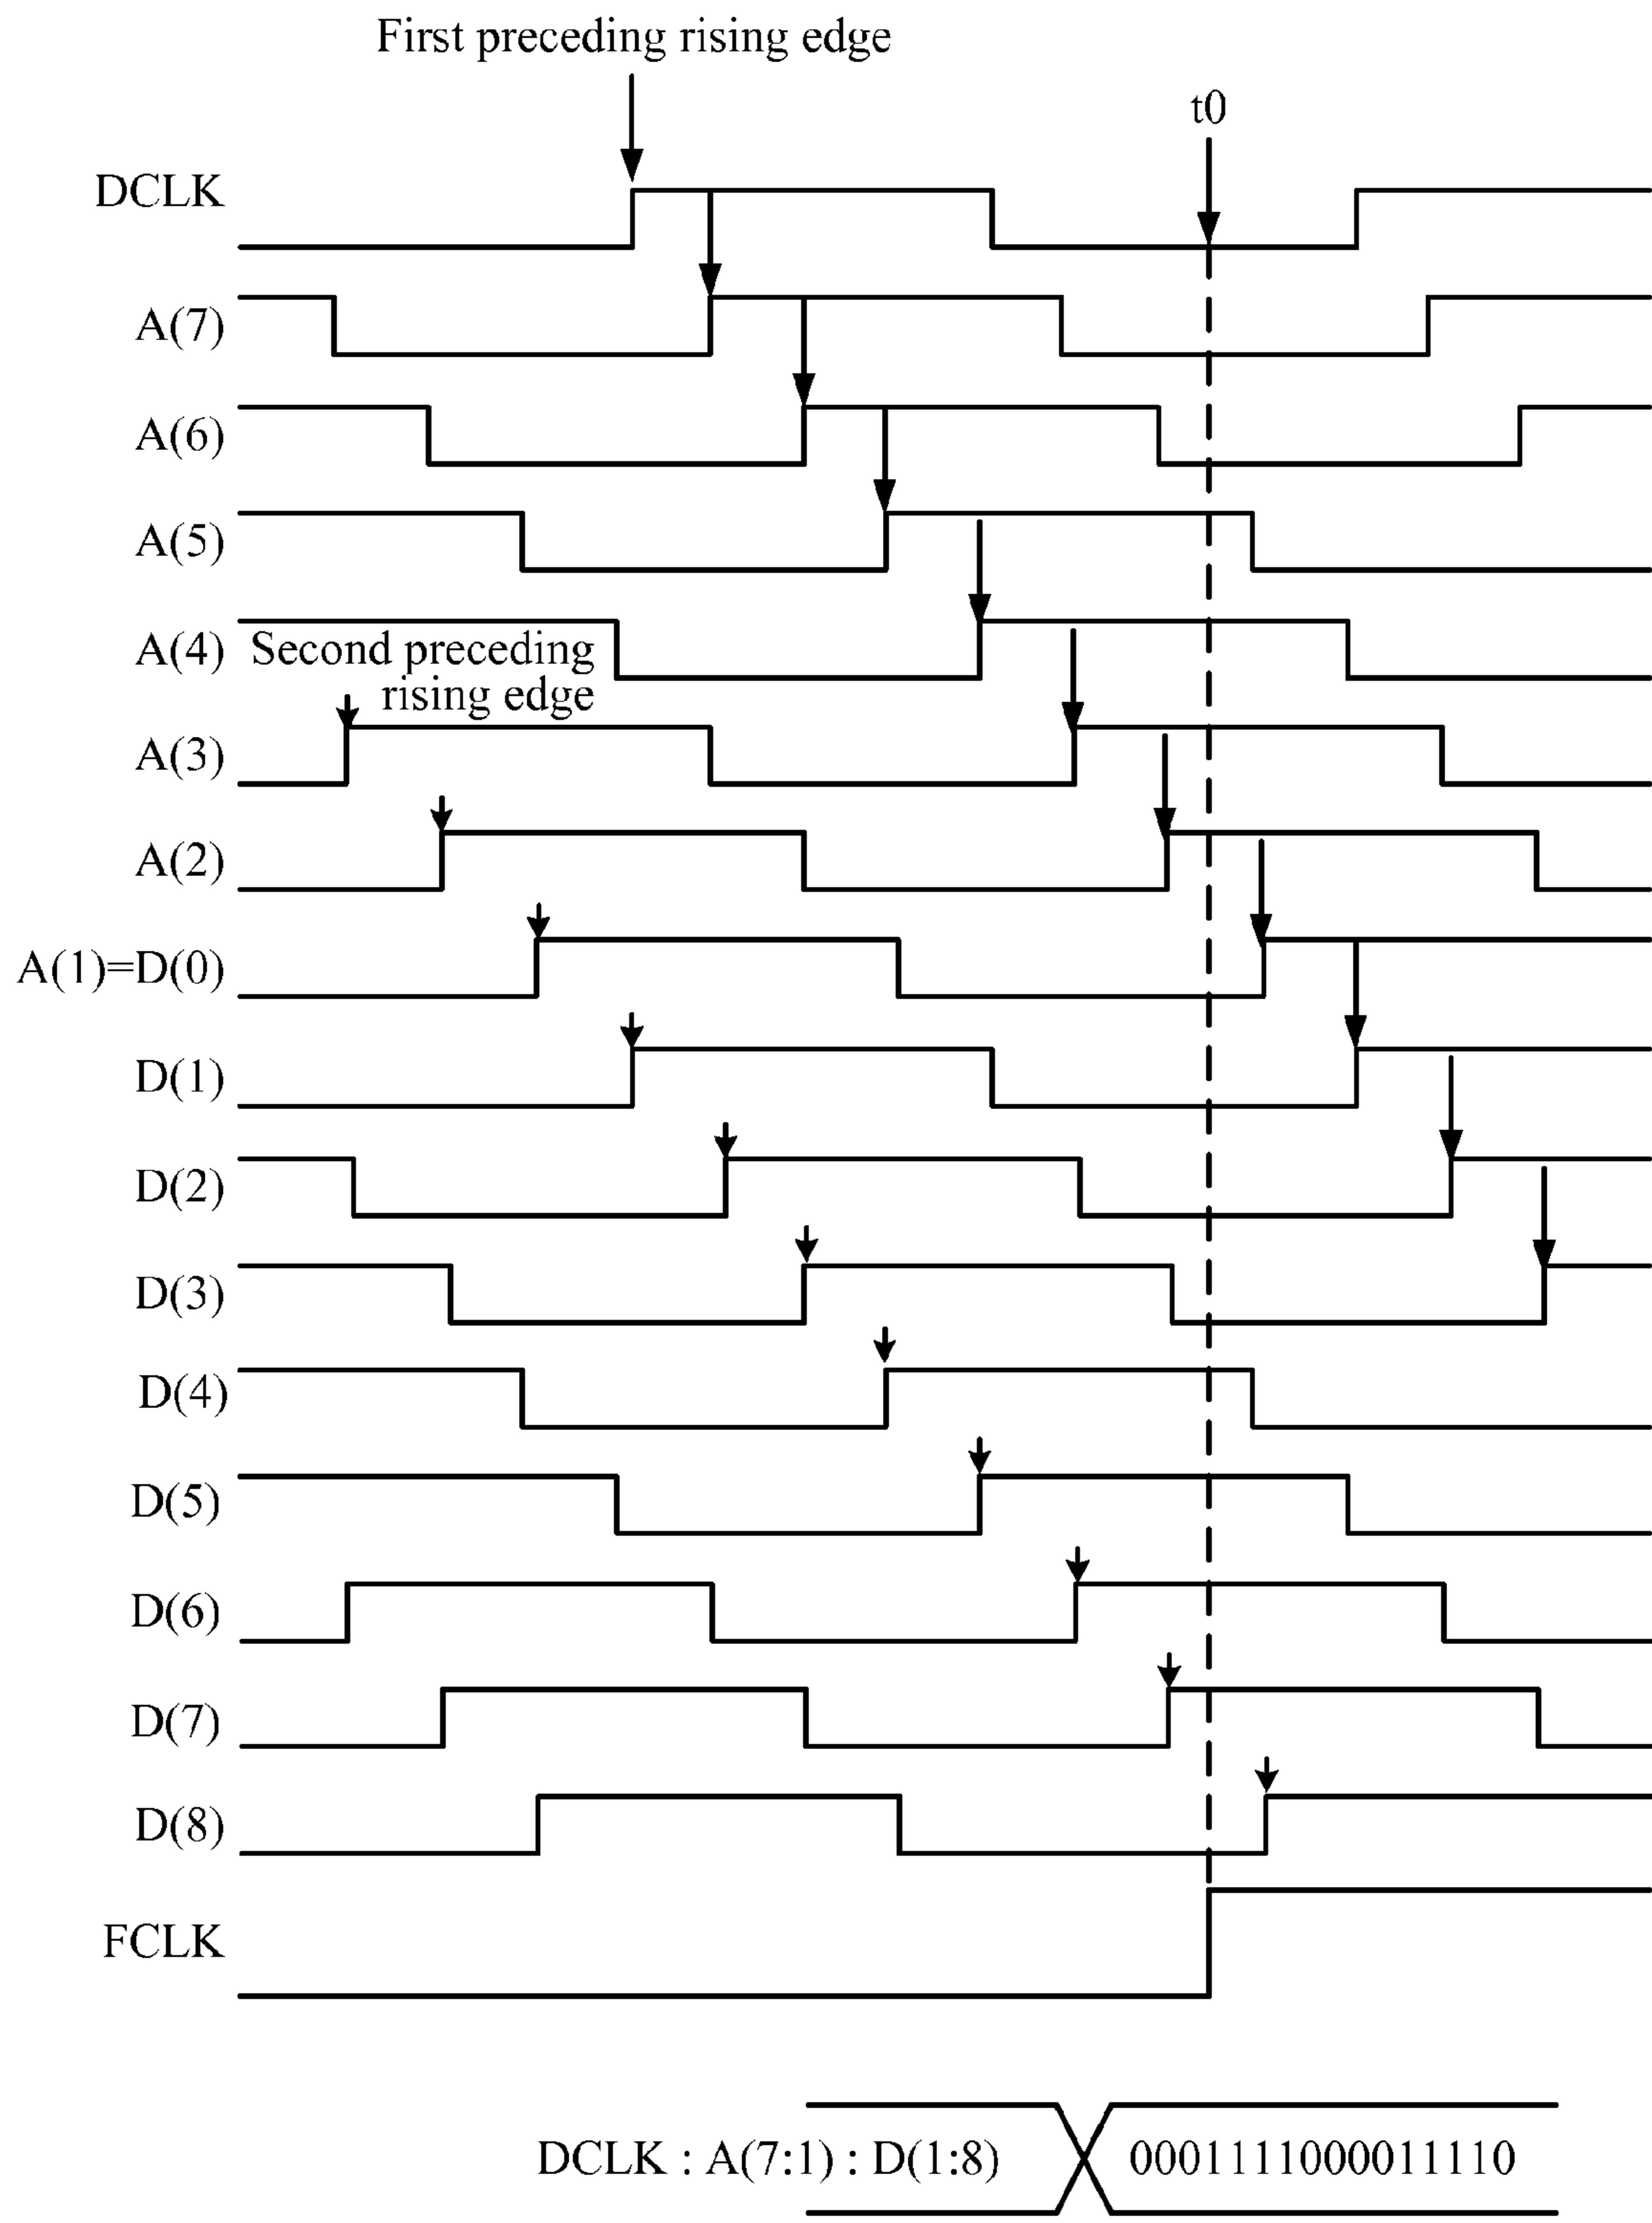 First preceding rising edge
t0
DCLK
A(7)
A(6)
A(5)
A(4)
Second preceding
rising edge
A(3)
A(2)
A(1)=D(0)
D(1)
D(2)
D(3)
D(4)
D(5)
D(6)
D(7)
D(8)
FCLK
DCLK : A(7:1) : D(1:8) 0001111000011110